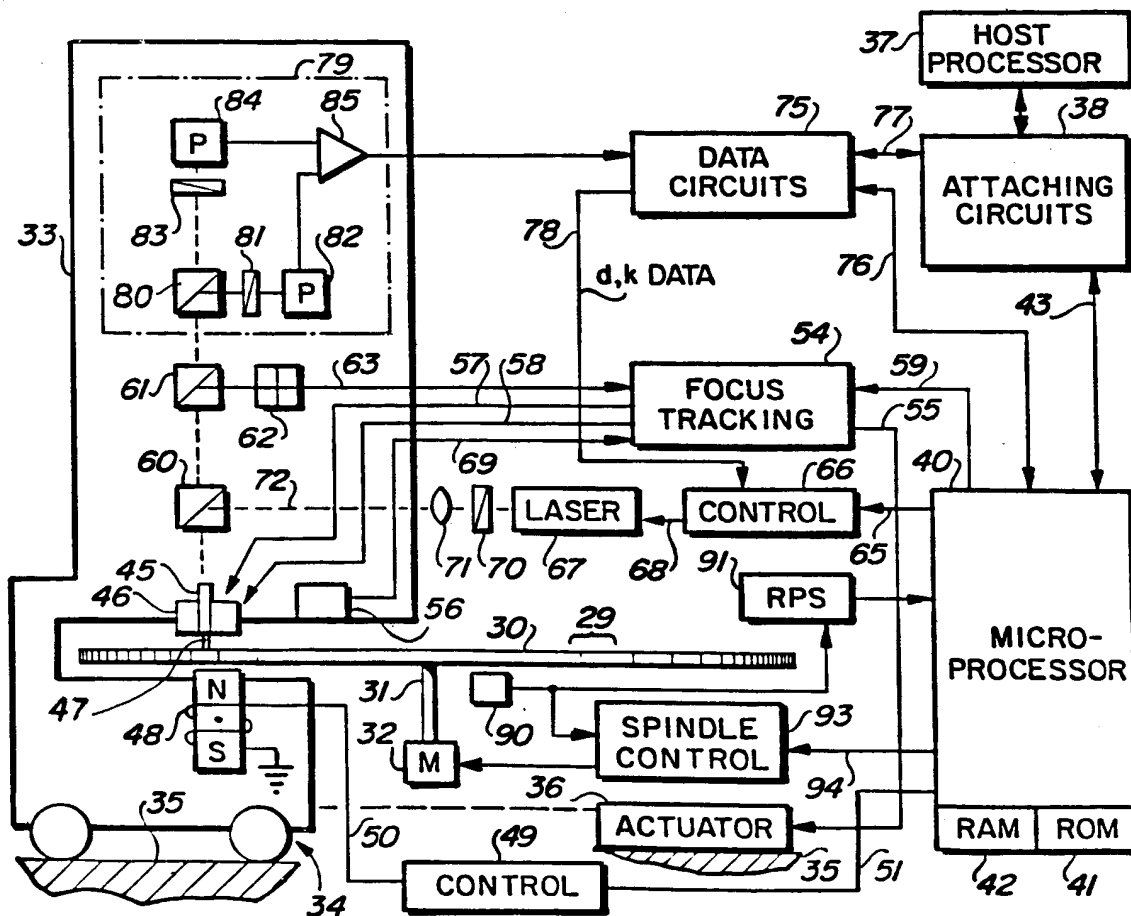 37
HOST
PROCESSOR
79
84
85
P
75
77
38
DATA
CIRCUITS
ATTACHING
CIRCUITS
83
33
81
82
78
76
80
P
d,k DATA
43
54
61
63
57
58
59
FOCUS
TRACKING
62
55
69
60
72
66
40
LASER
CONTROL
71
70
67
68
65
45
46
91
RPS
56
30
29
MICRO-
PROCESSOR
47
N
31
48
S
32
M
90
SPINDLE
CONTROL
93
94
36
35
ACTUATOR
50
49
35
51
RAM
ROM
CONTROL
34
42
41